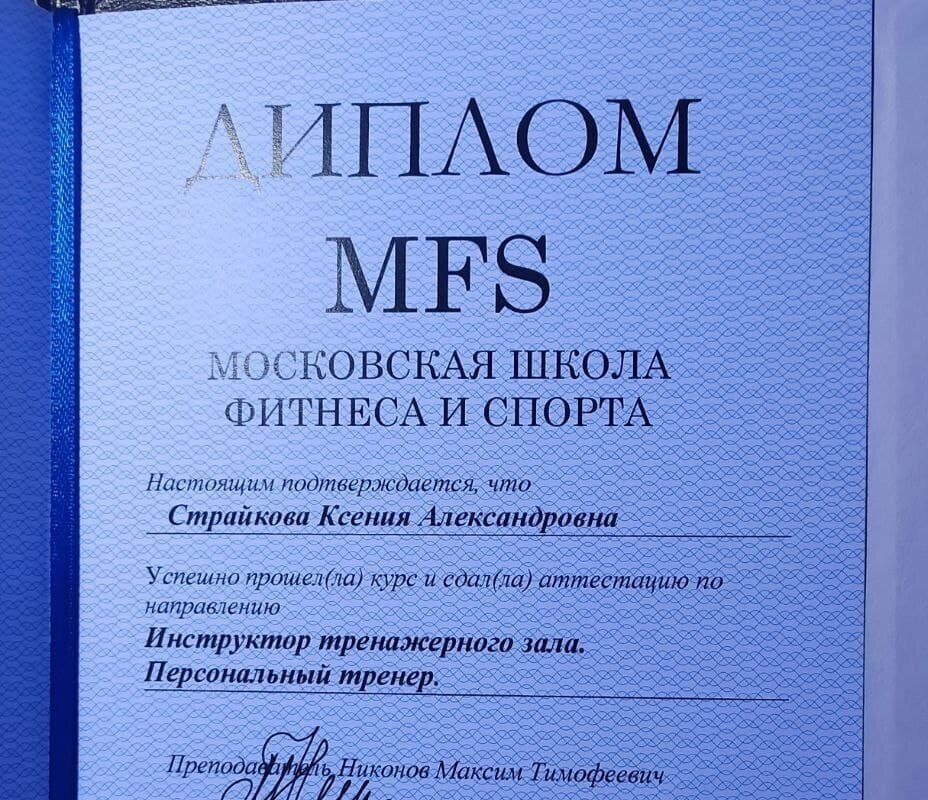 ДИПЛОМ
MFS
МОСКОВСКАЯ ШКОЛА
ФИТНЕСА И СПОРТА
Настоящим подтверждается, что
Страйкова Ксения Александровна
Успешно прошел(ла) курс и сдал(ла) аттестацию по
направлению
Инструктор тренажерного зала.
Персональный тренер.
Преподаватель Никонов Максим Тимофеевич